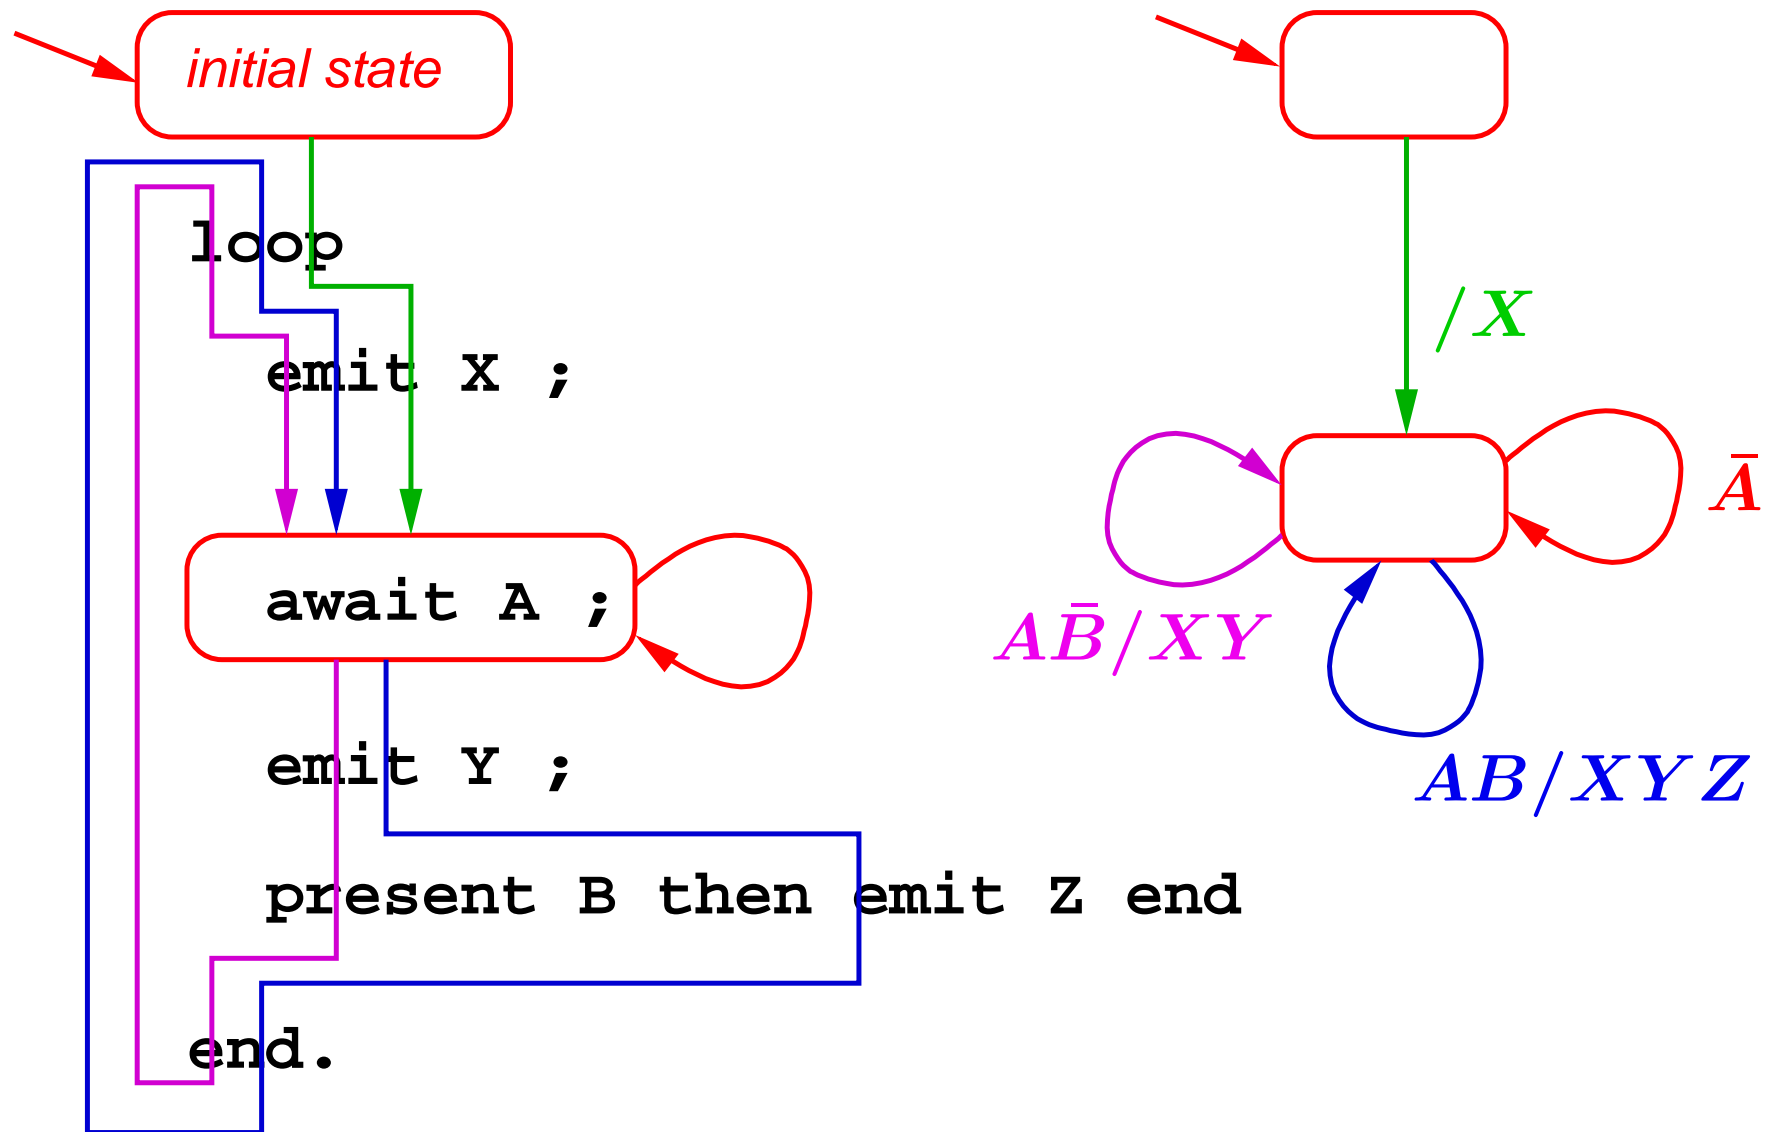 initial state
loop
emit X ;
await A ;
emit Y ;
present B then emit Z end
end.
/X
Ā
AB̄/XY
AB/XYZ